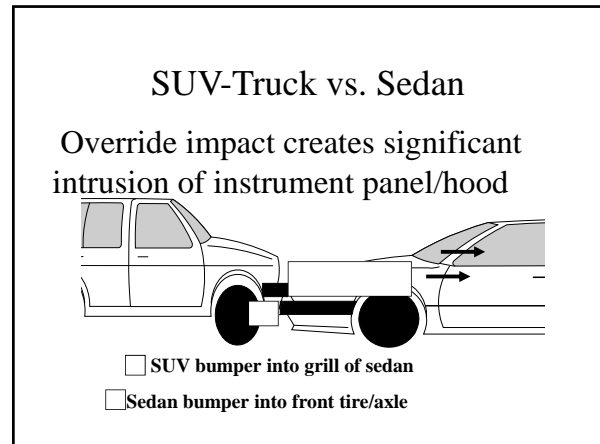 SUV-Truck vs. Sedan
Override impact creates significant
intrusion of instrument panel/hood
SUV bumper into grill of sedan
Sedan bumper into front tire/axle